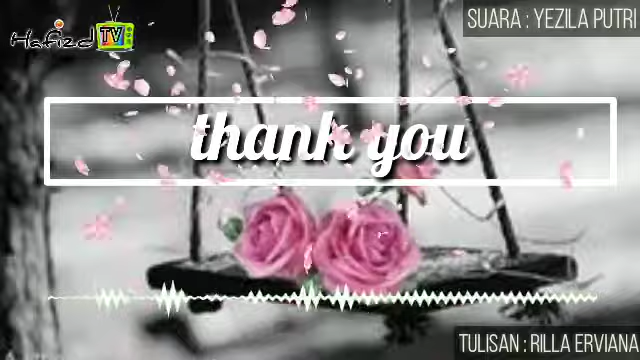 SUARA : YEZILA PUTRI
Hafizd TV
thank you
TULISAN : RILLA ERVIANA